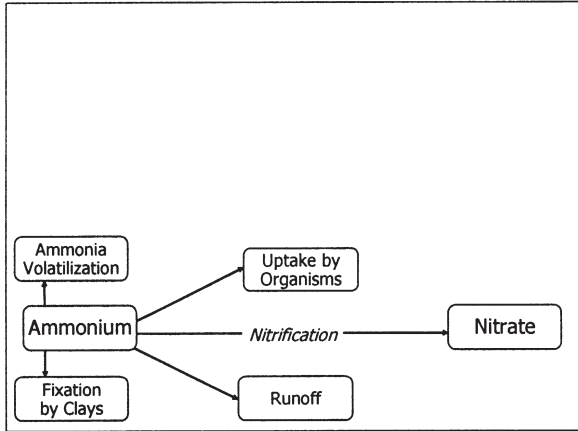 Ammonia
Volatilization
Uptake by
Organisms
Ammonium
Nitrification
Nitrate
Fixation
by Clays
Runoff